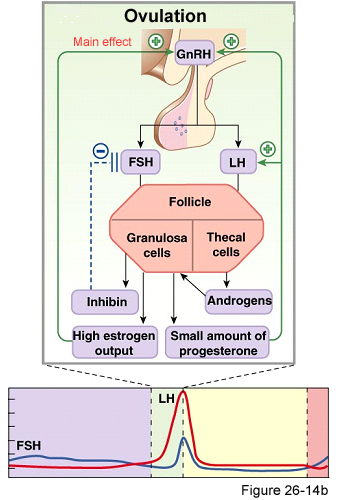 Ovulation
Main effect
+
GnRH
+
−
FSH
LH
+
Follicle
Granulosa
cells
Thecal
cells
Inhibin
Androgens
High estrogen
output
Small amount of
progesterone
LH
FSH
Figure 26-14b